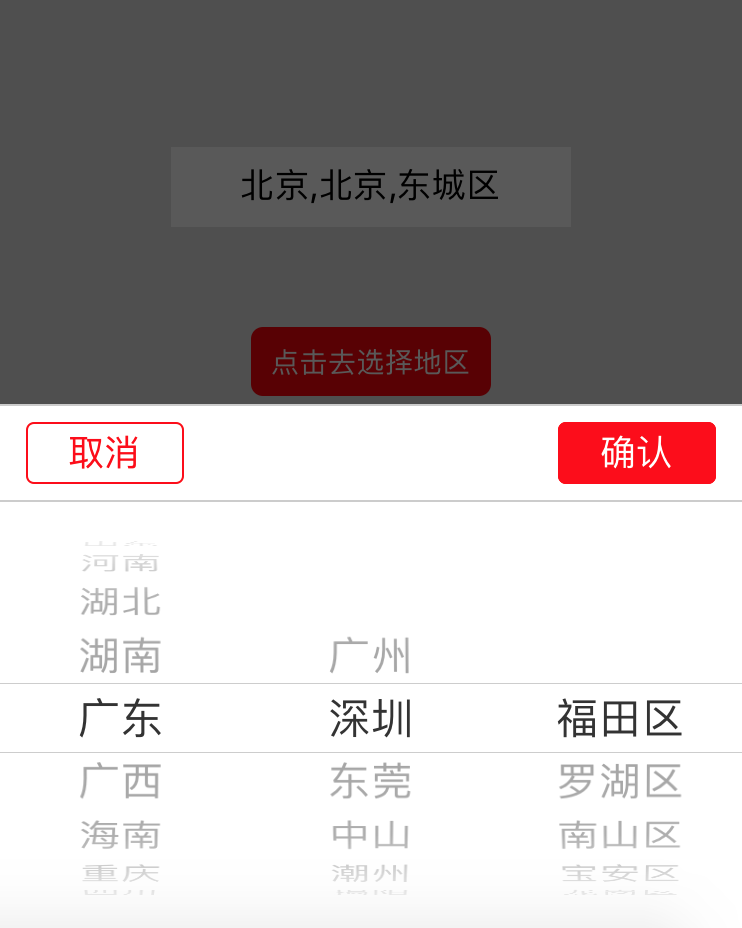 北京,北京,东城区
点击去选择地区
取消 确认
河南
湖北
湖南 广州
广东 深圳 福田区
广西 东莞 罗湖区
海南 中山 南山区
重庆 潮州 宝安区